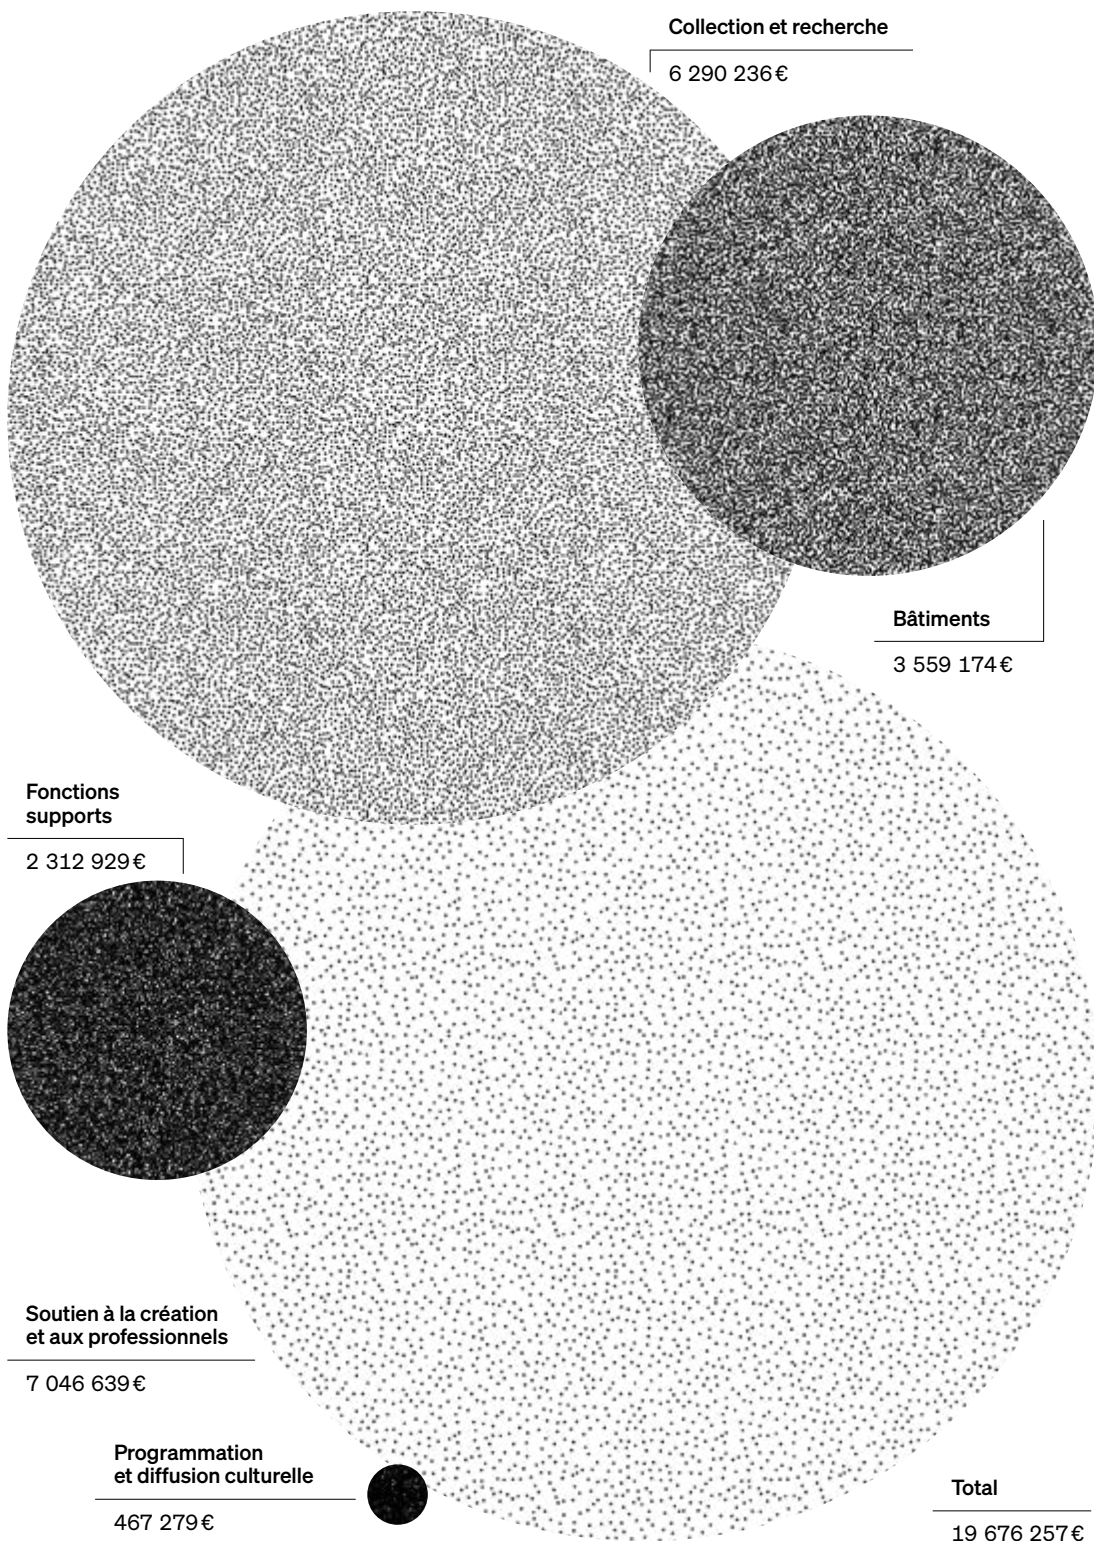 Collection et recherche
6 290 236 €
Bâtiments
3 559 174 €
Fonctions
supports
2 312 929 €
Soutien à la création
et aux professionnels
7 046 639 €
Programmation
et diffusion culturelle
467 279 €
Total
19 676 257 €